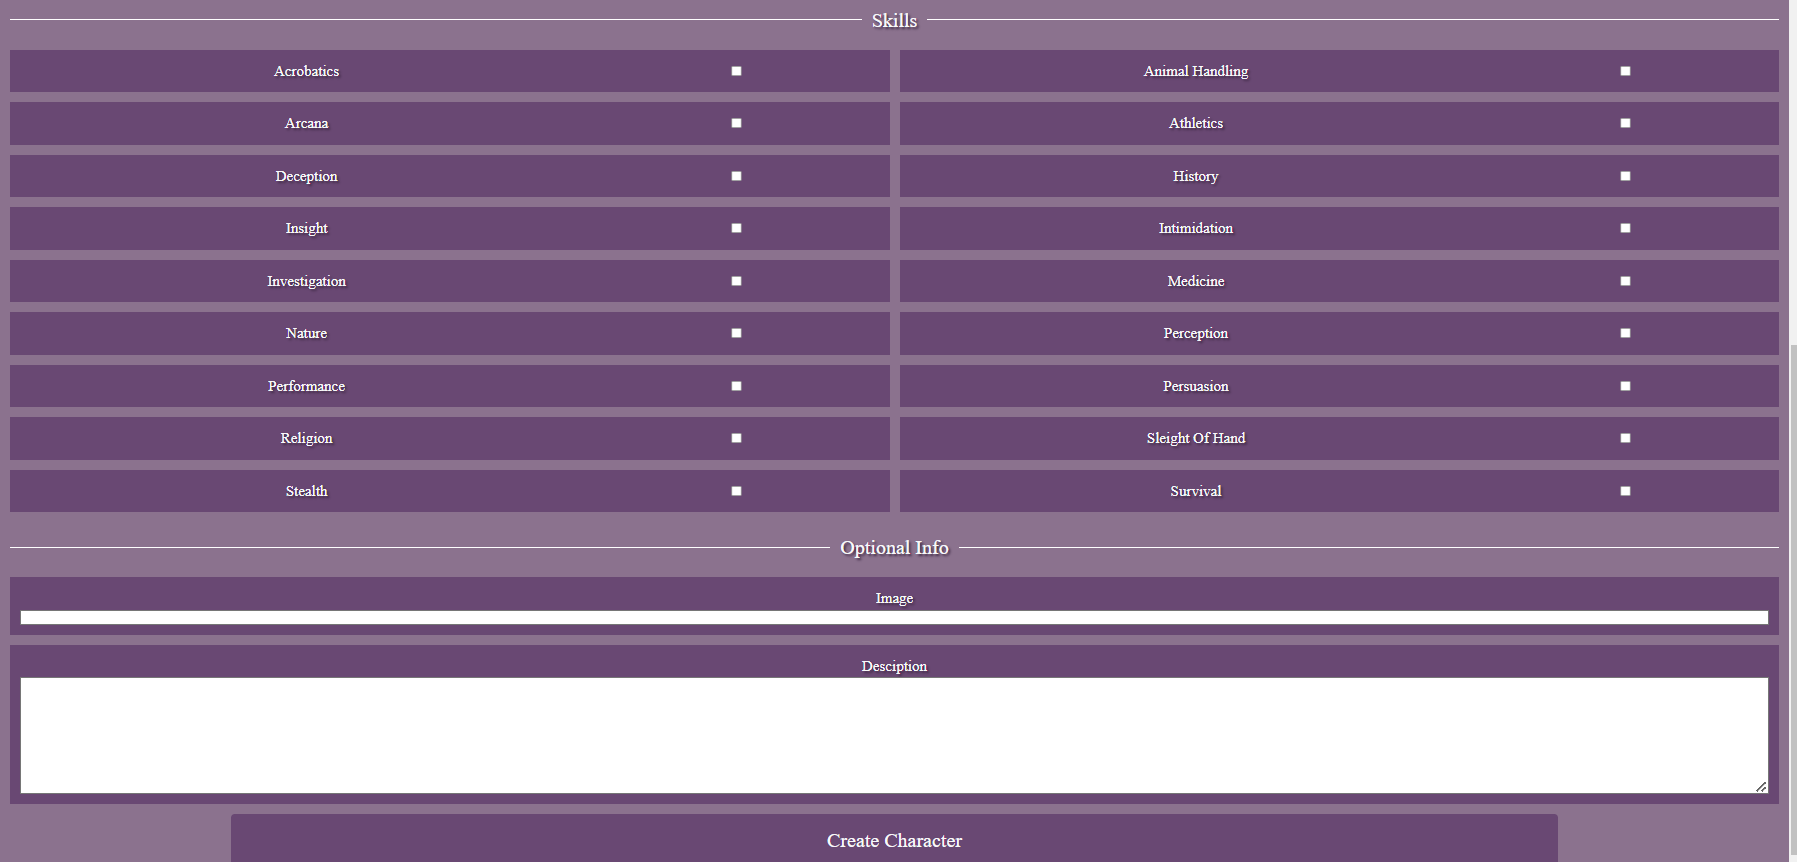 Skills
Acrobatics
Animal Handling
Arcana
Athletics
Deception
History
Insight
Intimidation
Investigation
Medicine
Nature
Perception
Performance
Persuasion
Religion
Sleight Of Hand
Stealth
Survival
Optional Info
Image
Desciption
Create Character